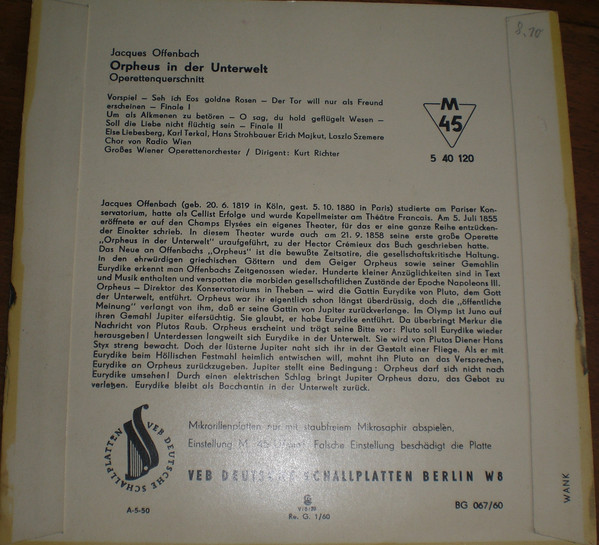 8.70
Jacques Offenbach
Orpheus in der Unterwelt
Operettenquerschnitt
Vorspiel – Seh ich Eos goldne Rosen – Der Tor will nur als Freund
erscheinen – Finale I
Um als Alkmenen zu betören – O sag, du hold geflügelt Wesen –
Soll die Liebe nicht flüchtig sein – Finale II
Else Liebesberg, Karl Terkal, Hans Strohbauer Erich Majkut, Laszlo Szemere
Chor von Radio Wien
Großes Wiener Operettenorchester / Dirigent: Kurt Richter
M
45
5 40 120
Jacques Offenbach (geb. 20. 6. 1819 in Köln, gest. 5. 10. 1880 in Paris) studierte am Pariser Kon-
servatorium, hatte als Cellist Erfolge und wurde Kapellmeister am Théâtre Francais. Am 5. Juli 1855
eröffnete er auf den Champs Elysées ein eigenes Theater, für das er eine ganze Reihe entzücken-
der Einakter schrieb. In diesem Theater wurde auch am 21. 9. 1858 seine erste große Operette
„Orpheus in der Unterwelt" uraufgeführt, zu der Hector Crémieux das Buch geschrieben hatte.
Das Neue an Offenbachs „Orpheus" ist die bewußte Zeitsatire, die gesellschaftskritische Haltung.
In den ehrwürdigen griechischen Göttern und dem Geiger Orpheus sowie seiner Gemahlin
Eurydike erkennt man Offenbachs Zeitgenossen wieder. Hunderte kleiner Anzüglichkeiten sind in Text
und Musik enthalten und verspotten die morbiden gesellschaftlichen Zustände der Epoche Napoleons III.
Orpheus – Direktor des Konservatoriums in Theben – wird die Gattin Eurydike von Pluto, dem Gott
der Unterwelt, entführt. Orpheus war ihr eigentlich schon längst überdrüssig, doch die „öffentliche
Meinung" verlangt von ihm, daß er seine Gattin von Jupiter zurückverlange. Im Olymp ist Juno auf
ihren Gemahl Jupiter eifersüchtig. Sie glaubt, er habe Eurydike entführt. Da überbringt Merkur die
Nachricht von Plutos Raub. Orpheus erscheint und trägt seine Bitte vor: Pluto soll Eurydike wieder
herausgeben! Unterdessen langweilt sich Eurydike in der Unterwelt. Sie wird von Plutos Diener Hans
Styx streng bewacht. Doch der lüsterne Jupiter naht sich ihr in der Gestalt einer Fliege. Als er mit
Eurydike beim Höllischen Festmahl heimlich entwischen will, mahnt ihn Pluto an das Versprechen,
Eurydike an Orpheus zurückzugeben. Jupiter stellt eine Bedingung: Orpheus darf sich nicht nach
Eurydike umsehen! Durch einen elektrischen Schlag bringt Jupiter Orpheus dazu, das Gebot zu
verletzen. Eurydike bleibt als Bacchantin in der Unterwelt zurück.
VEB DEUTSCHE SCHALLPLATTEN
Mikrorillenplatten nur mit staubfreiem Mikrosaphir abspielen,
Einstellung M 45 Falsche Einstellung beschädigt die Platte
VEB DEUTSCHE SCHALLPLATTEN BERLIN W8
A-5-50
Re. G. 1/60
BG 067/60
WANK